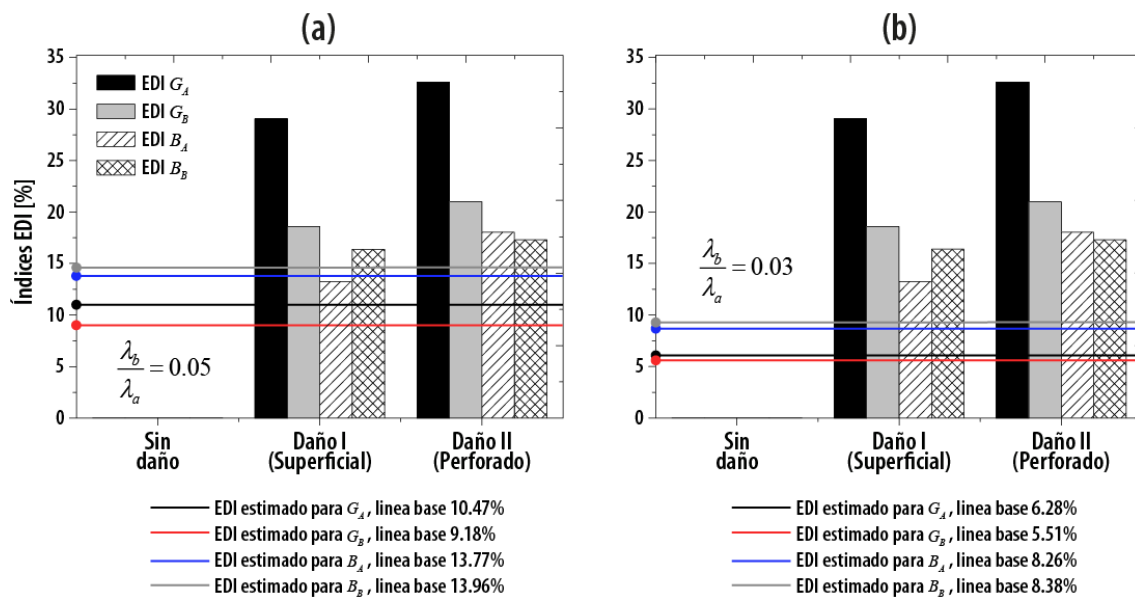 (a)
35
30
25
20
15
10
5
0
Índices EDI [%]
EDI G_A
EDI G_B
EDI B_A
EDI B_B
λ_b/λ_a = 0.05
Sin daño
Daño I (Superficial)
Daño II (Perforado)
EDI estimado para G_A, linea base 10.47%
EDI estimado para G_B, linea base 9.18%
EDI estimado para B_A, linea base 13.77%
EDI estimado para B_B, linea base 13.96%
(b)
35
30
25
20
15
10
5
0
λ_b/λ_a = 0.03
Sin daño
Daño I (Superficial)
Daño II (Perforado)
EDI estimado para G_A, linea base 6.28%
EDI estimado para G_B, linea base 5.51%
EDI estimado para B_A, linea base 8.26%
EDI estimado para B_B, linea base 8.38%